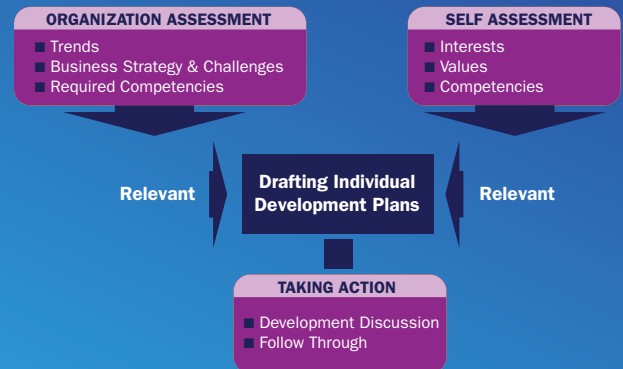 ORGANIZATION ASSESSMENT
■ Trends
■ Business Strategy & Challenges
■ Required Competencies
SELF ASSESSMENT
■ Interests
■ Values
■ Competencies
Relevant
Drafting Individual
Development Plans
Relevant
TAKING ACTION
■ Development Discussion
■ Follow Through